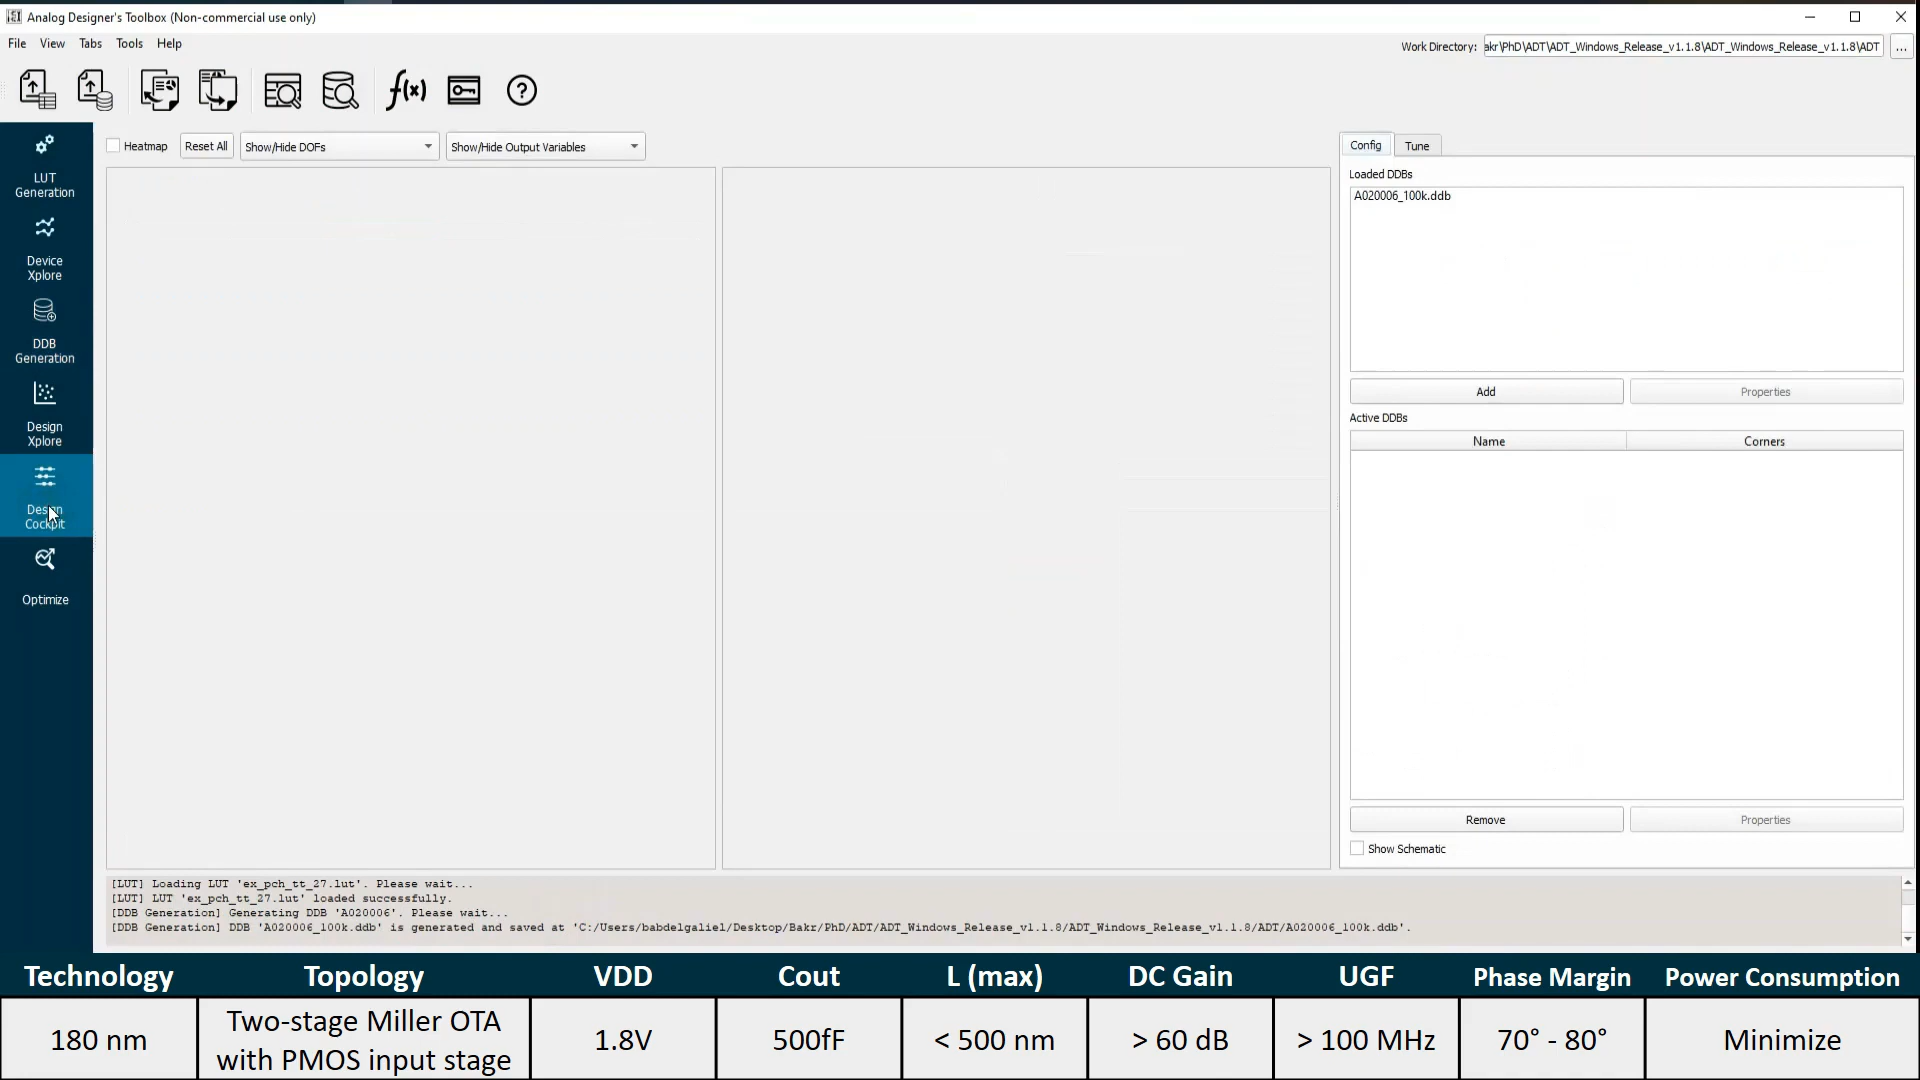 Analog Designer's Toolbox (Non-commercial use only)
File View Tabs Tools Help
Work Directory: akr\PhD\ADT\ADT_Windows_Release_v1.1.8\ADT_Windows_Release_v1.1.8\ADT ...
f(x) ?
LUT
Generation
Device
Xplore
DDB
Generation
Design
Xplore
Design
Cockpit
Optimize
Heatmap Reset All Show/Hide DOFs Show/Hide Output Variables
Config Tune
Loaded DDBs
A020006_100k.ddb
Add Properties
Active DDBs
Name Corners
Remove Properties
Show Schematic
[LUT] Loading LUT 'ex_pch_tt_27.lut'. Please wait...
[LUT] LUT 'ex_pch_tt_27.lut' loaded successfully.
[DDB Generation] Generating DDB 'A020006'. Please wait...
[DDB Generation] DDB 'A020006_100k.ddb' is generated and saved at 'C:/Users/babdelgaliel/Desktop/Bakr/PhD/ADT/ADT_Windows_Release_v1.1.8/ADT_Windows_Release_v1.1.8/ADT/A020006_100k.ddb'.
Technology Topology VDD Cout L (max) DC Gain UGF Phase Margin Power Consumption
180 nm Two-stage Miller OTA with PMOS input stage 1.8V 500fF < 500 nm > 60 dB > 100 MHz 70° - 80° Minimize